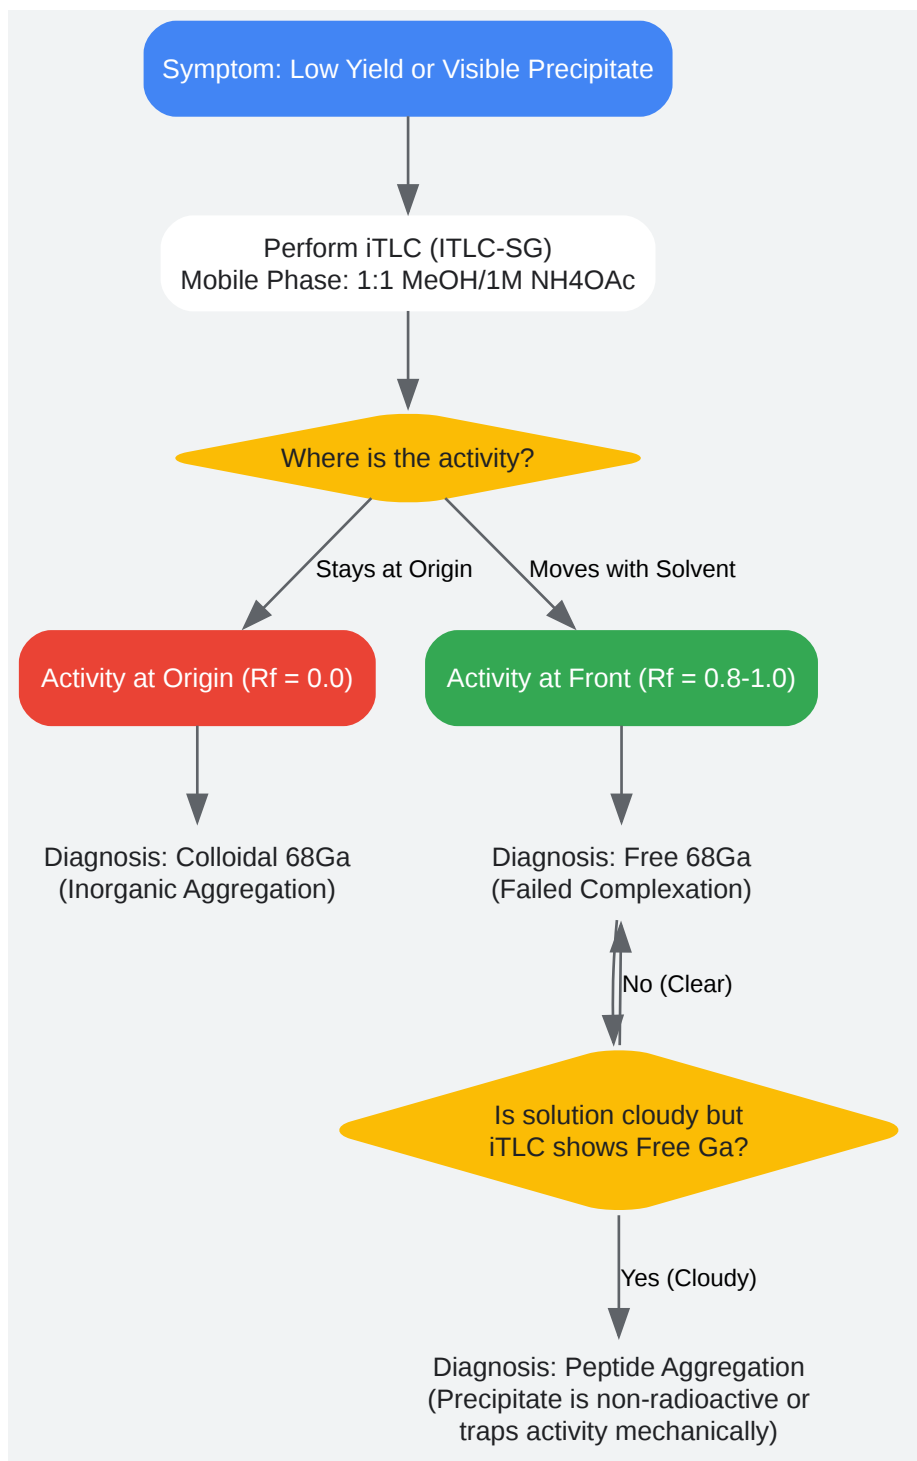 Symptom: Low Yield or Visible Precipitate
Perform iTLC (ITLC-SG)
Mobile Phase: 1:1 MeOH/1M NH4OAc
Where is the activity?
Stays at Origin
Moves with Solvent
Activity at Origin (Rf = 0.0)
Activity at Front (Rf = 0.8-1.0)
Diagnosis: Colloidal 68Ga
(Inorganic Aggregation)
Diagnosis: Free 68Ga
(Failed Complexation)
No (Clear)
Is solution cloudy but
iTLC shows Free Ga?
Yes (Cloudy)
Diagnosis: Peptide Aggregation
(Precipitate is non-radioactive or
traps activity mechanically)